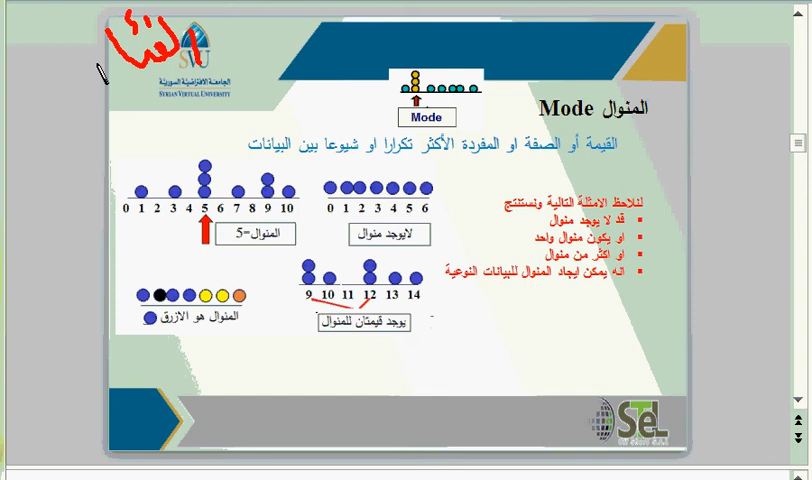 SVU
الجامعة الافتراضية السورية
SYRIAN VIRTUAL UNIVERSITY
Mode
المنوال Mode
القيمة أو الصفة او المفردة الأكثر تكرارا او شيوعا بين البيانات
لنلاحظ الامثلة التالية ونستنتج
قد لا يوجد منوال
او يكون منوال واحد
او اكثر من منوال
انه يمكن ايجاد المنوال للبيانات النوعية
0 1 2 3 4 5 6 7 8 9 10
المنوال=5
0 1 2 3 4 5 6
لايوجد منوال
9 10 11 12 13 14
يوجد قيمتان للمنوال
المنوال هو الازرق
STeL